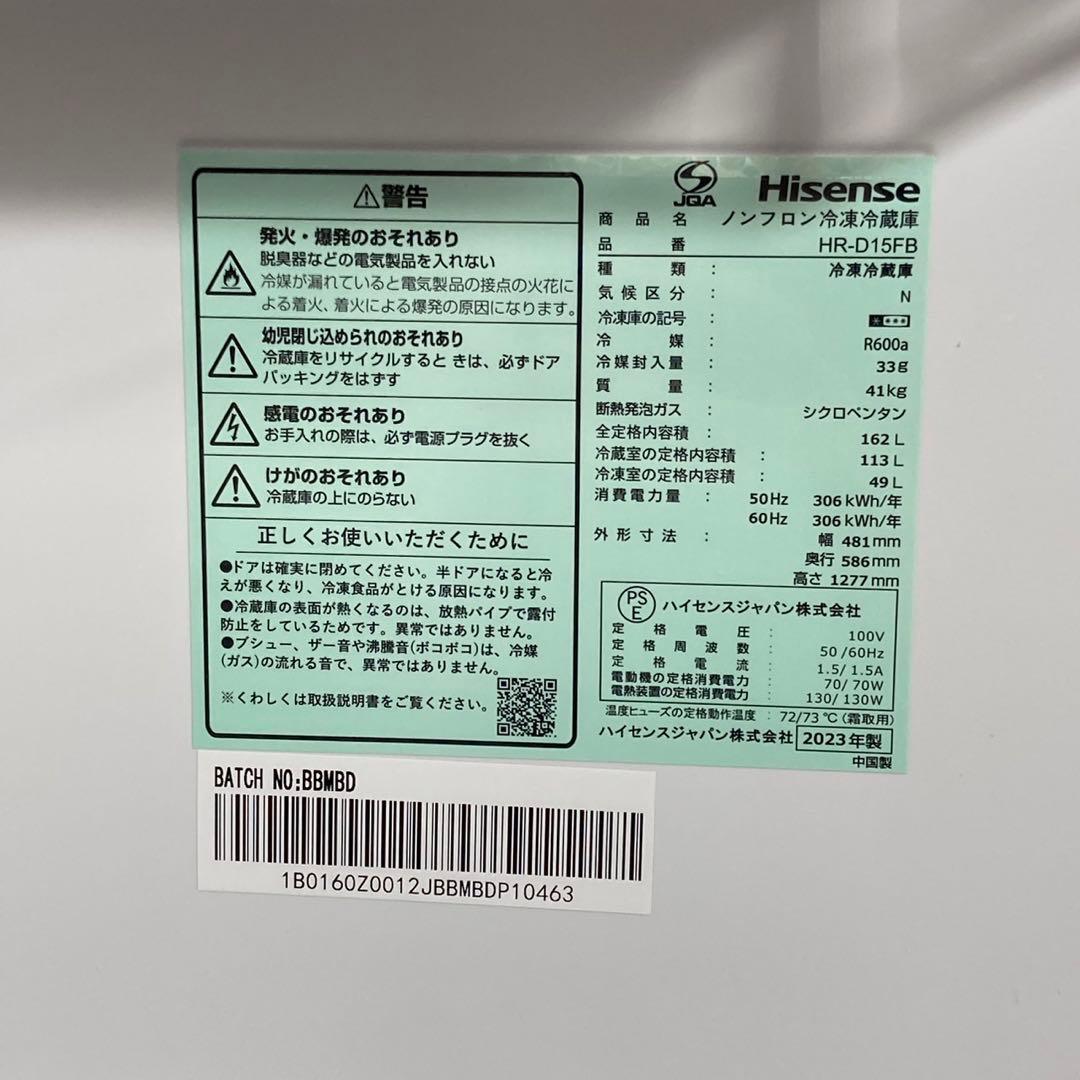 ⚠警告
発火・爆発のおそれあり
脱臭器などの電気製品を入れない
冷媒が漏れていると電気製品の接点の火花に
よる着火、着火による爆発の原因になります。
幼児閉じ込められのおそれあり
冷蔵庫をリサイクルするときは、必ずドア
パッキングをはずす
感電のおそれあり
お手入れの際は、必ず電源プラグを抜く
けがのおそれあり
冷蔵庫の上にのらない
正しくお使いいただくために
●ドアは確実に閉めてください。半ドアになると冷
えが悪くなり、冷凍食品がとける原因になります。
●冷蔵庫の表面が熱くなるのは、放熱パイプで露付
防止をしているためです。異常ではありません。
●ブシュー、ザー音や沸騰音(ボコボコ)は、冷媒
(ガス)の流れる音で、異常ではありません。
※くわしくは取扱説明書をご覧ください。
JQA Hisense
商品名 ノンフロン冷凍冷蔵庫
品番 HR-D15FB
種類 : 冷凍冷蔵庫
気候区分 : N
冷凍庫の記号 : ****
冷媒 : R600a
冷媒封入量 : 33g
質量 : 41kg
断熱発泡ガス : シクロペンタン
全定格内容積 : 162L
冷蔵室の定格内容積 : 113L
冷凍室の定格内容積 : 49L
消費電力量 : 50Hz 306kWh/年
60Hz 306kWh/年
外形寸法 : 幅 481mm
奥行 586mm
高さ 1277mm
PSE ハイセンスジャパン株式会社
定格電圧 : 100V
定格周波数 : 50/60Hz
定格電流 : 1.5/1.5A
電動機の定格消費電力 : 70/70W
電熱装置の定格消費電力 : 130/130W
温度ヒューズの定格動作温度 : 72/73℃(霜取用)
ハイセンスジャパン株式会社 2023年製
中国製
BATCH NO:BBMBD
1B0160Z0012JBBMBDP10463